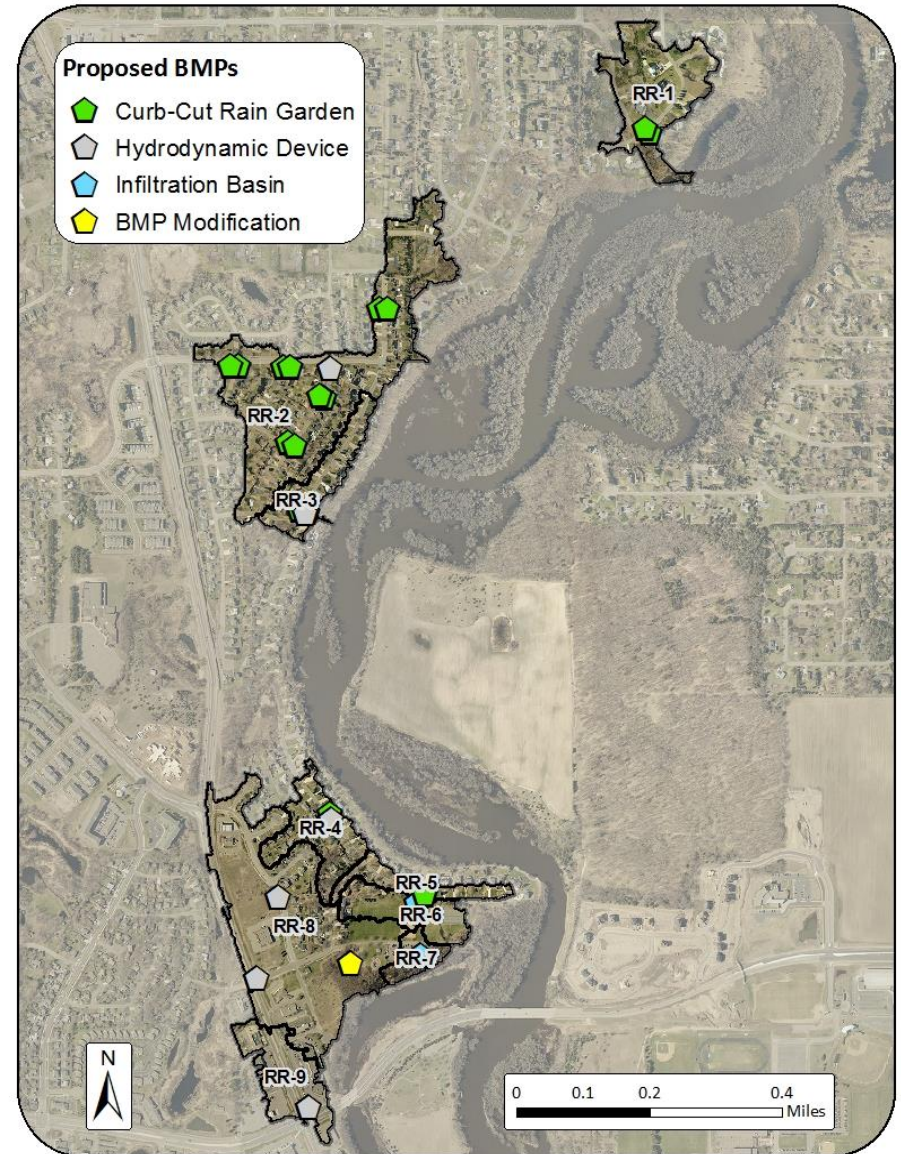 Proposed BMPs
Curb-Cut Rain Garden
Hydrodynamic Device
Infiltration Basin
BMP Modification
RR-1
RR-2
RR-3
RR-4
RR-5
RR-6
RR-8
RR-7
RR-9
N
0 0.1 0.2 0.4
Miles